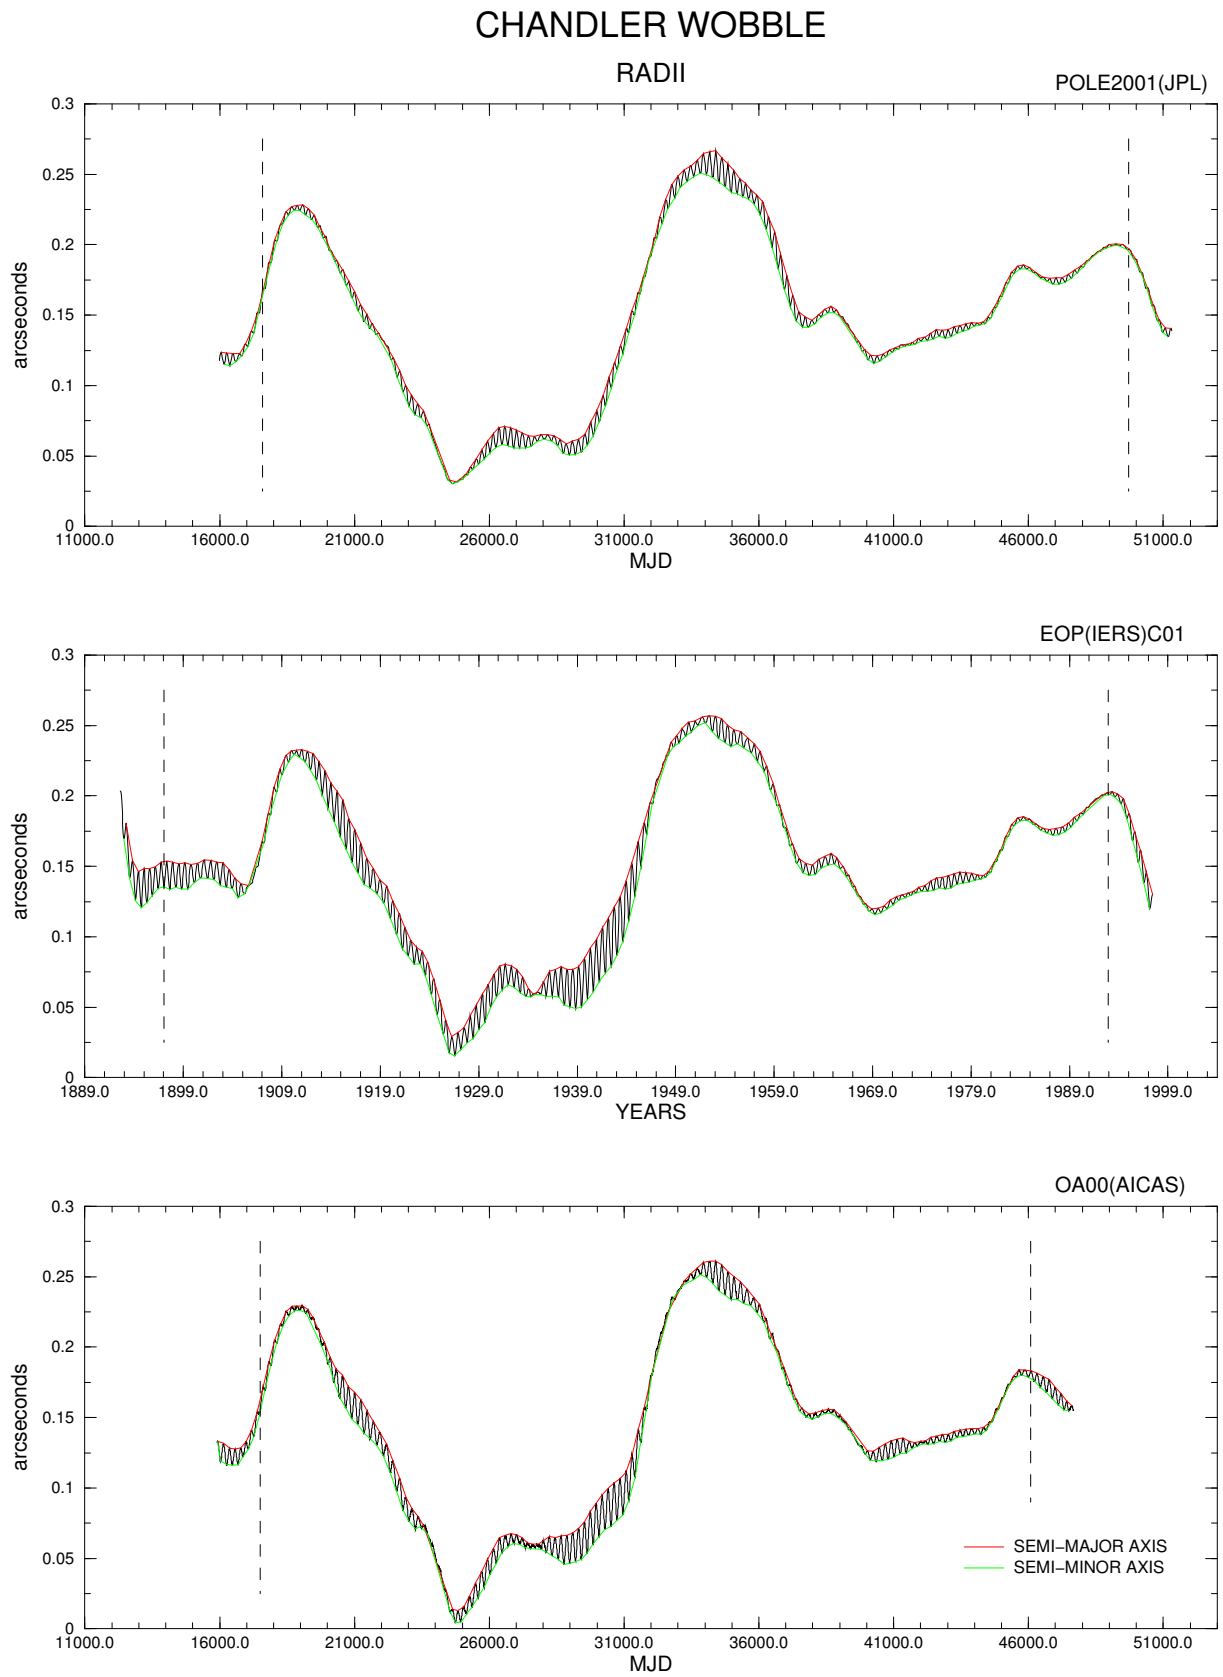 CHANDLER WOBBLE
RADII
POLE2001(JPL)
0.3
0.25
0.2
0.15
0.1
0.05
0
arcseconds
11000.0 16000.0 21000.0 26000.0 31000.0 36000.0 41000.0 46000.0 51000.0
MJD
EOP(IERS)C01
0.3
0.25
0.2
0.15
0.1
0.05
0
arcseconds
1889.0 1899.0 1909.0 1919.0 1929.0 1939.0 1949.0 1959.0 1969.0 1979.0 1989.0 1999.0
YEARS
OA00(AICAS)
0.3
0.25
0.2
0.15
0.1
0.05
0
arcseconds
SEMI−MAJOR AXIS
SEMI−MINOR AXIS
11000.0 16000.0 21000.0 26000.0 31000.0 36000.0 41000.0 46000.0 51000.0
MJD